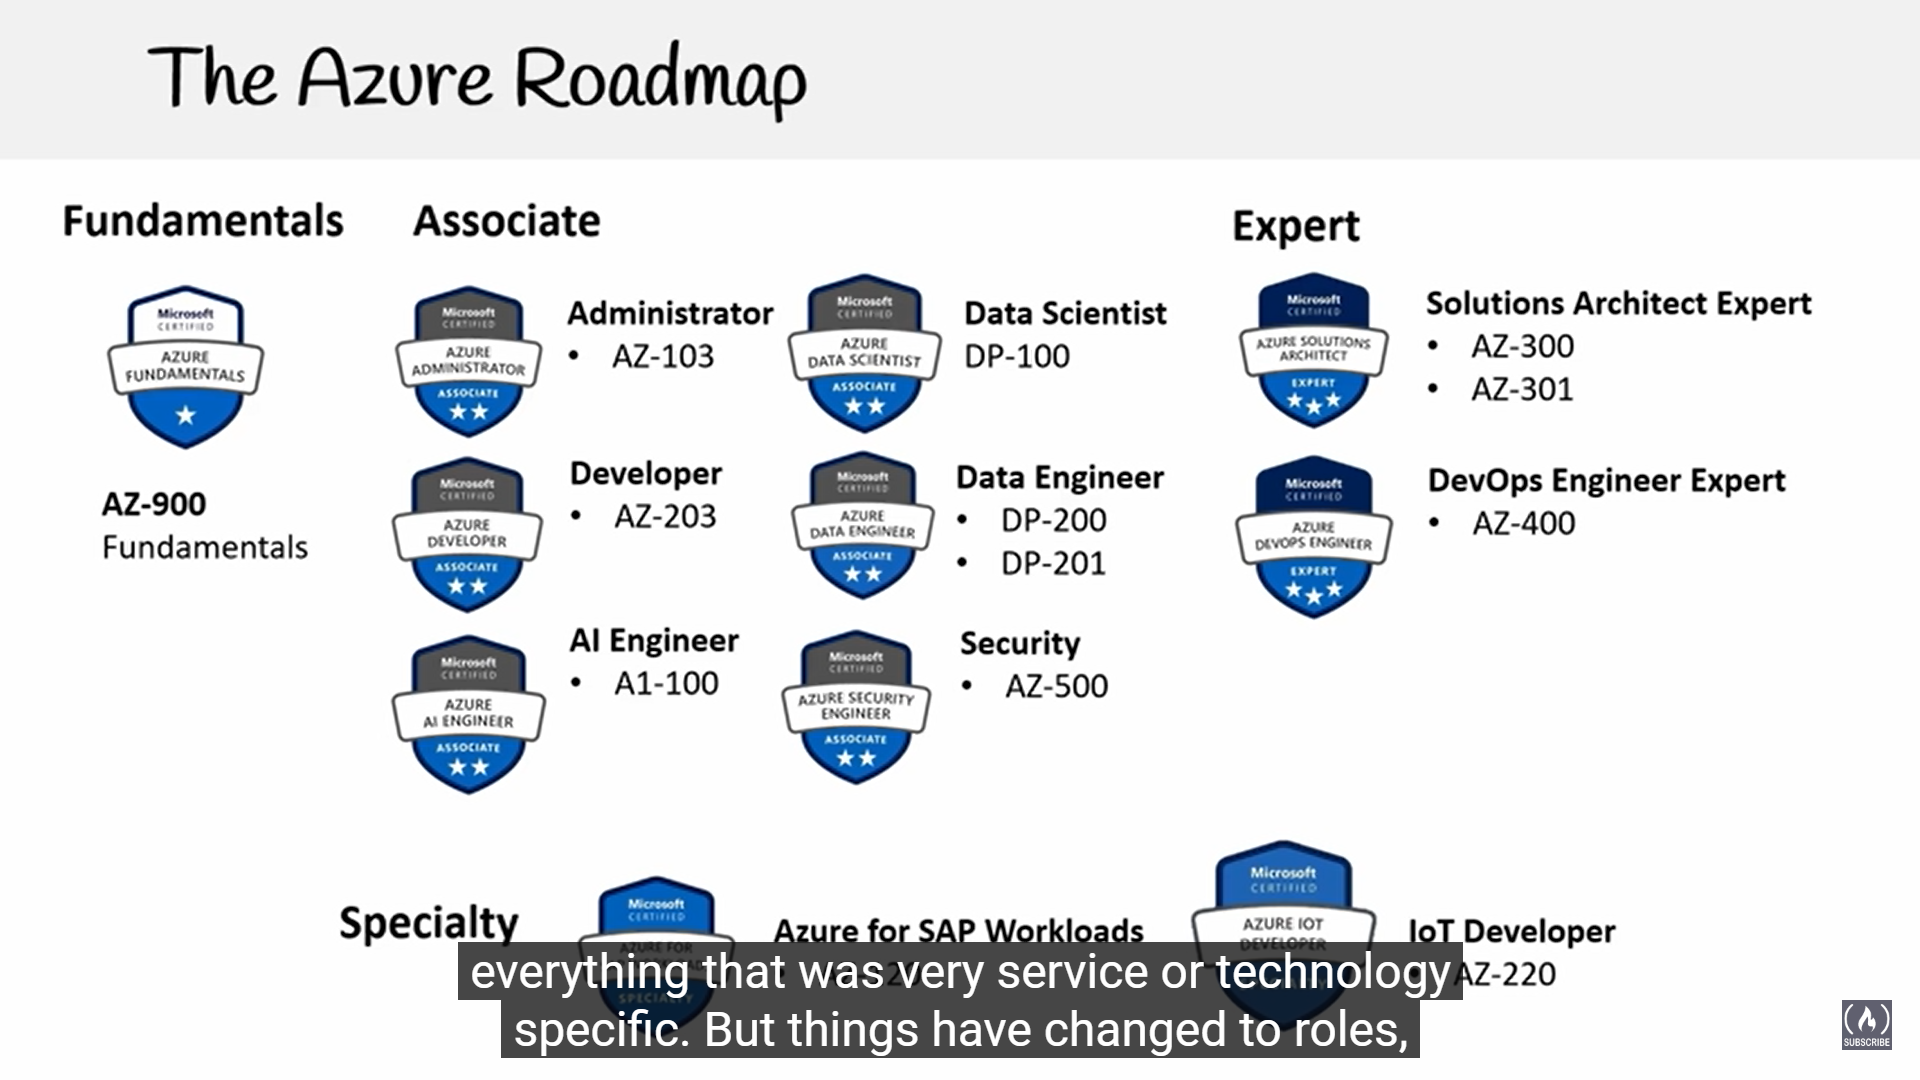 The Azure Roadmap
Fundamentals
Microsoft
CERTIFIED
AZURE
FUNDAMENTALS
AZ-900
Fundamentals
Associate
Microsoft
CERTIFIED
AZURE
ADMINISTRATOR
ASSOCIATE
Administrator
• AZ-103
Microsoft
CERTIFIED
AZURE
DATA SCIENTIST
ASSOCIATE
Data Scientist
DP-100
Microsoft
CERTIFIED
AZURE
DEVELOPER
ASSOCIATE
Developer
• AZ-203
Microsoft
CERTIFIED
AZURE
DATA ENGINEER
ASSOCIATE
Data Engineer
• DP-200
• DP-201
Microsoft
CERTIFIED
AZURE
AI ENGINEER
ASSOCIATE
AI Engineer
• A1-100
Microsoft
CERTIFIED
AZURE SECURITY
ENGINEER
ASSOCIATE
Security
• AZ-500
Expert
Microsoft
CERTIFIED
AZURE SOLUTIONS
ARCHITECT
EXPERT
Solutions Architect Expert
• AZ-300
• AZ-301
Microsoft
CERTIFIED
AZURE
DEVOPS ENGINEER
EXPERT
DevOps Engineer Expert
• AZ-400
Specialty
Microsoft
CERTIFIED
AZURE FOR
SPECIALTY
Azure for SAP Workloads
Microsoft
CERTIFIED
AZURE IOT
DEVELOPER
IoT Developer
• AZ-220
everything that was very service or technology
specific. But things have changed to roles,
SUBSCRIBE